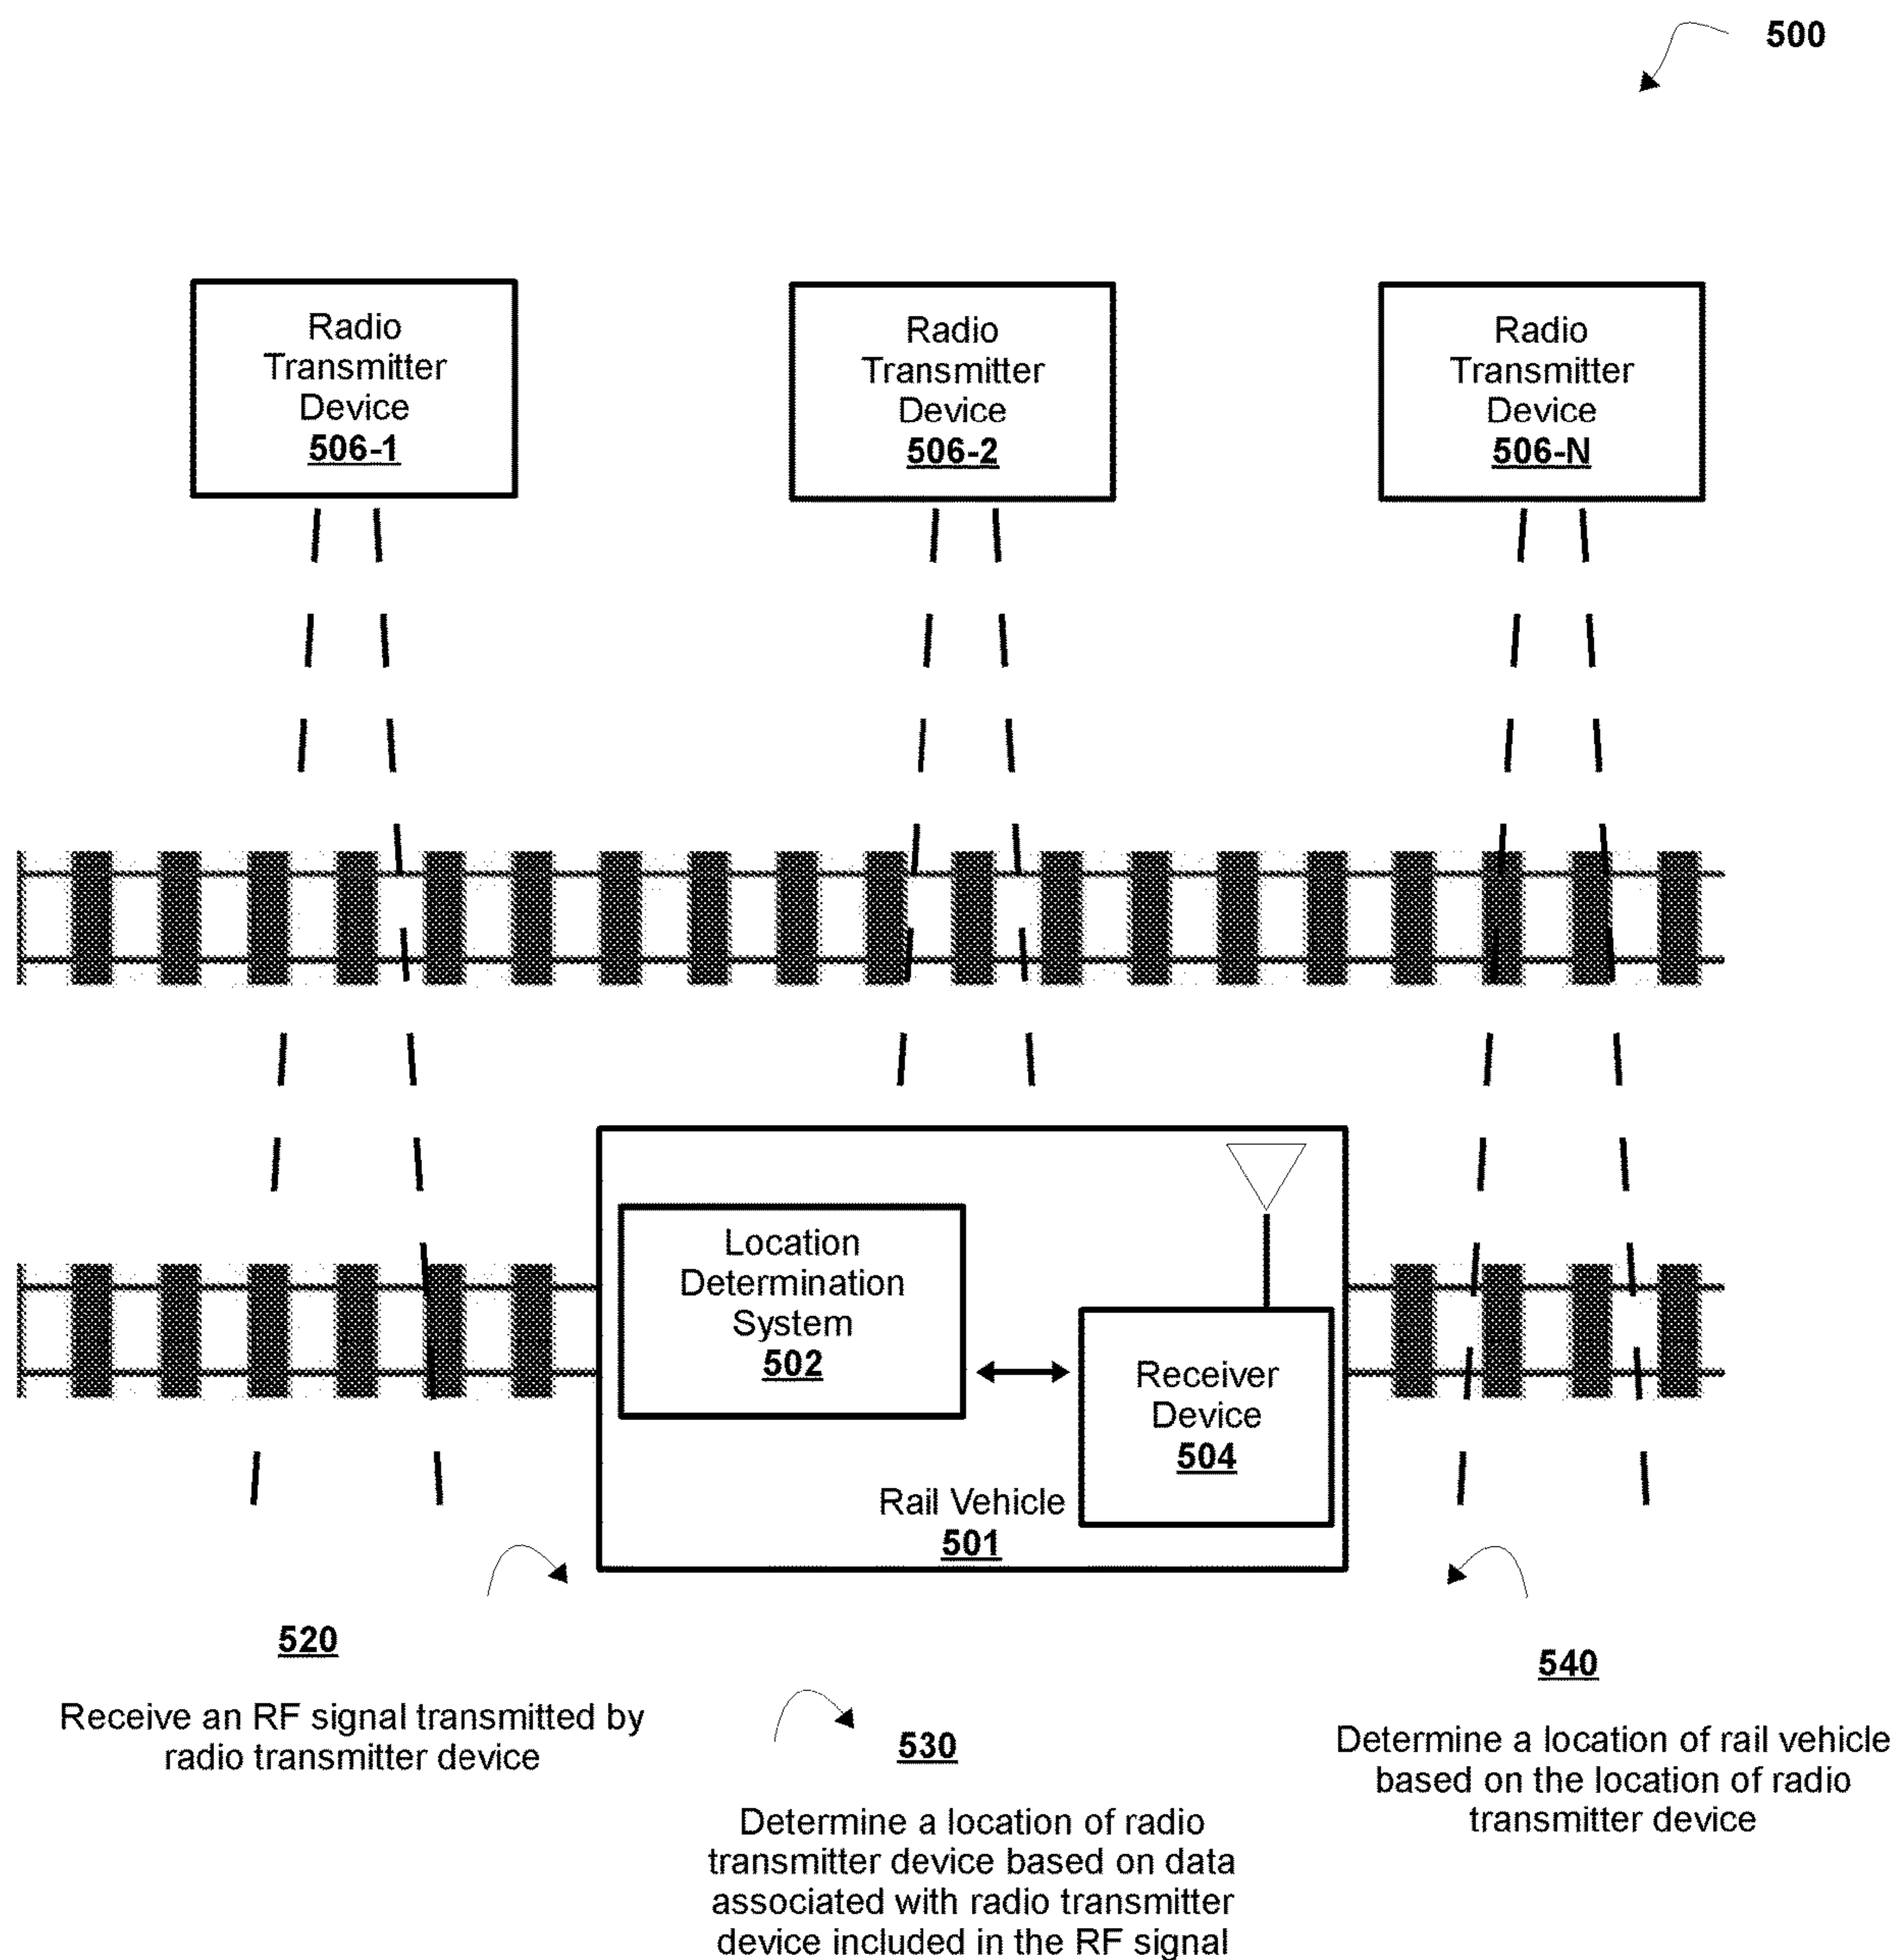 500
Radio
Transmitter
Device
506-1
Radio
Transmitter
Device
506-2
Radio
Transmitter
Device
506-N
Location
Determination
System
502
Receiver
Device
504
Rail Vehicle
501
520
Receive an RF signal transmitted by
radio transmitter device
530
Determine a location of radio
transmitter device based on data
associated with radio transmitter
device included in the RF signal
540
Determine a location of rail vehicle
based on the location of radio
transmitter device